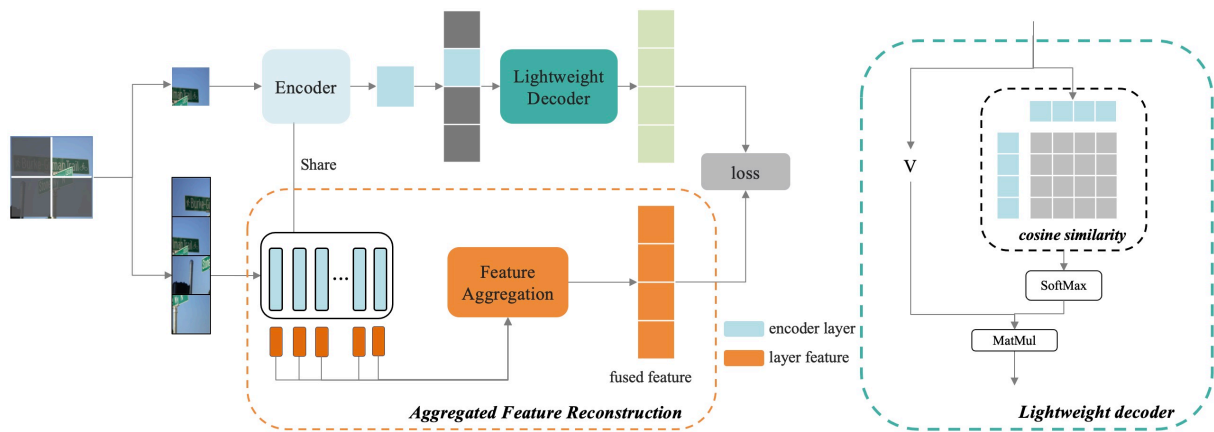 Encoder
Lightweight
Decoder
Share
loss
Feature
Aggregation
...
encoder layer
layer feature
fused feature
Aggregated Feature Reconstruction
V
cosine similarity
SoftMax
MatMul
Lightweight decoder